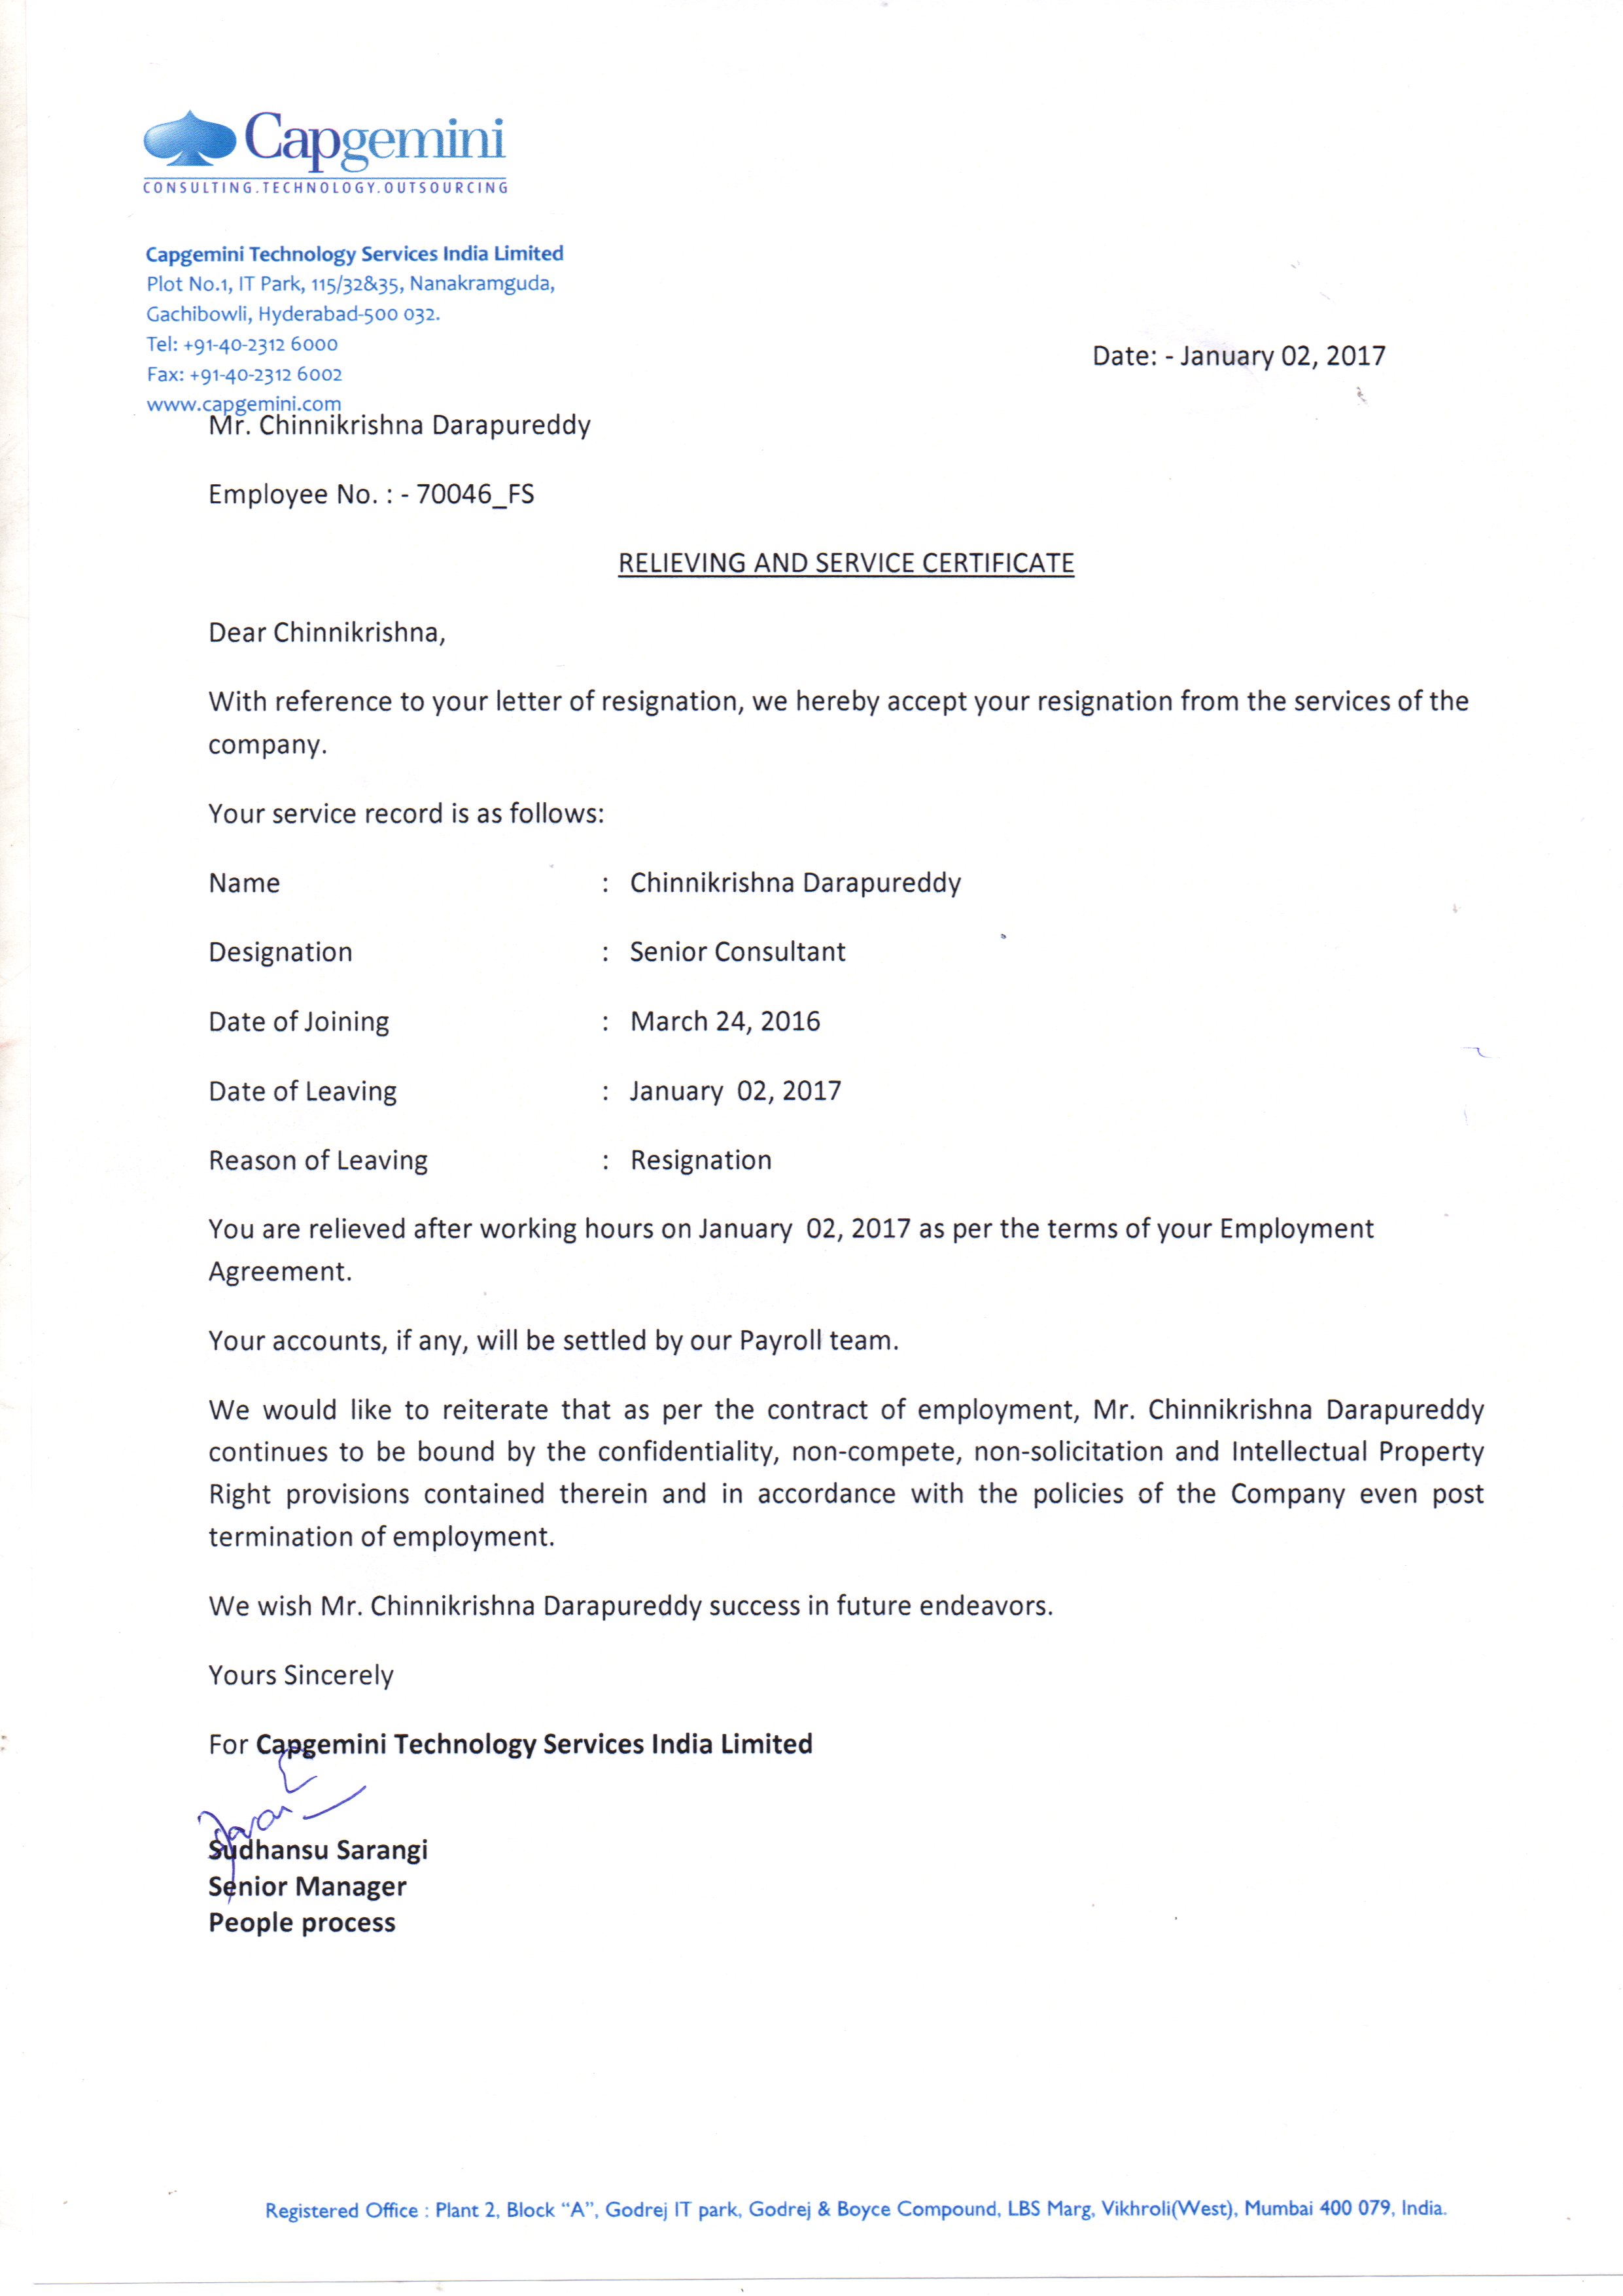 Capgemini
CONSULTING.TECHNOLOGY.OUTSOURCING
Capgemini Technology Services India Limited
Plot No.1, IT Park, 115/32&35, Nanakramguda,
Gachibowli, Hyderabad-500 032.
Tel: +91-40-2312 6000
Fax: +91-40-2312 6002
www.capgemini.com
Date: - January 02, 2017
Mr. Chinnikrishna Darapureddy
Employee No. : - 70046_FS
RELIEVING AND SERVICE CERTIFICATE
Dear Chinnikrishna,
With reference to your letter of resignation, we hereby accept your resignation from the services of the
company.
Your service record is as follows:
Name : Chinnikrishna Darapureddy
Designation : Senior Consultant
Date of Joining : March 24, 2016
Date of Leaving : January 02, 2017
Reason of Leaving : Resignation
You are relieved after working hours on January 02, 2017 as per the terms of your Employment
Agreement.
Your accounts, if any, will be settled by our Payroll team.
We would like to reiterate that as per the contract of employment, Mr. Chinnikrishna Darapureddy
continues to be bound by the confidentiality, non-compete, non-solicitation and Intellectual Property
Right provisions contained therein and in accordance with the policies of the Company even post
termination of employment.
We wish Mr. Chinnikrishna Darapureddy success in future endeavors.
Yours Sincerely
For Capgemini Technology Services India Limited
Sudhansu Sarangi
Senior Manager
People process
Registered Office : Plant 2, Block “A”, Godrej IT park, Godrej & Boyce Compound, LBS Marg, Vikhroli(West), Mumbai 400 079, India.